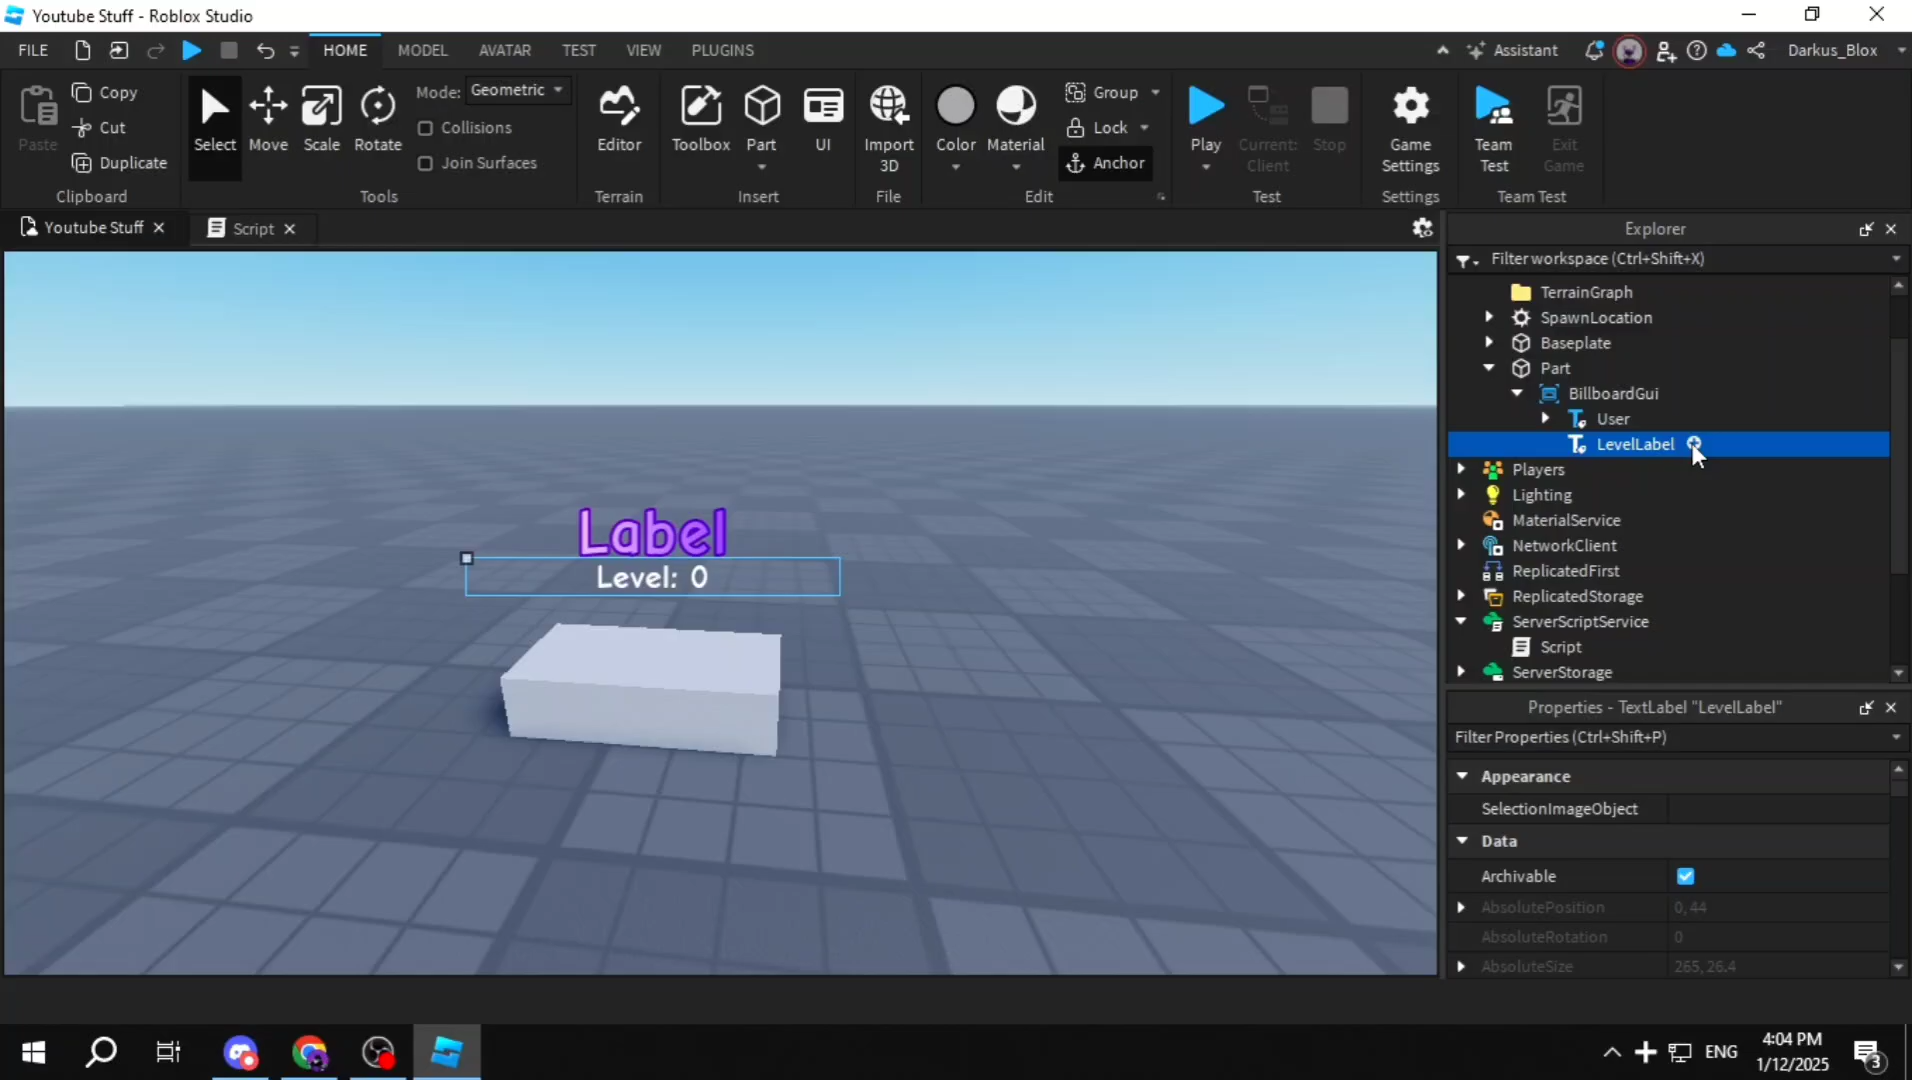 Youtube Stuff - Roblox Studio
FILE HOME MODEL AVATAR TEST VIEW PLUGINS Assistant Darkus_Blox
Paste Copy Cut Duplicate
Clipboard
Select Move Scale Rotate
Mode: Geometric
Collisions
Join Surfaces
Tools
Editor
Terrain
Toolbox Part UI
Insert
Import 3D
File
Color Material Group Lock Anchor
Edit
Play Current: Client Stop
Test
Game Settings
Settings
Team Test Exit Game
Team Test
Youtube Stuff Script
Label
Level: 0
Explorer
Filter workspace (Ctrl+Shift+X)
TerrainGraph
SpawnLocation
Baseplate
Part
BillboardGui
User
LevelLabel
Players
Lighting
MaterialService
NetworkClient
ReplicatedFirst
ReplicatedStorage
ServerScriptService
Script
ServerStorage
Properties - TextLabel "LevelLabel"
Filter Properties (Ctrl+Shift+P)
Appearance
SelectionImageObject
Data
Archivable
AbsolutePosition 0, 44
AbsoluteRotation 0
AbsoluteSize 265, 26.4
ENG
4:04 PM
1/12/2025
3